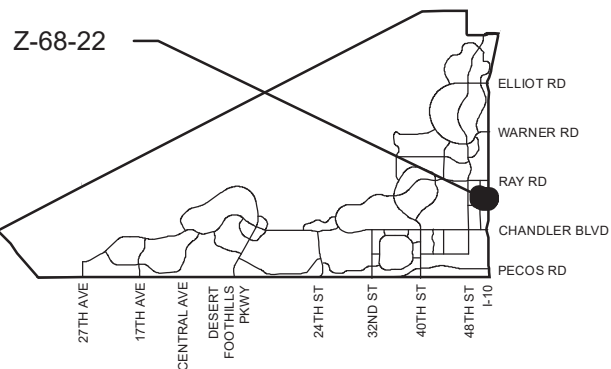 Z-68-22
ELLIOT RD
WARNER RD
RAY RD
CHANDLER BLVD
PECOS RD
27TH AVE
17TH AVE
CENTRAL AVE
DESERT
FOOTHILLS
PKWY
24TH ST
32ND ST
40TH ST
48TH ST
I-10